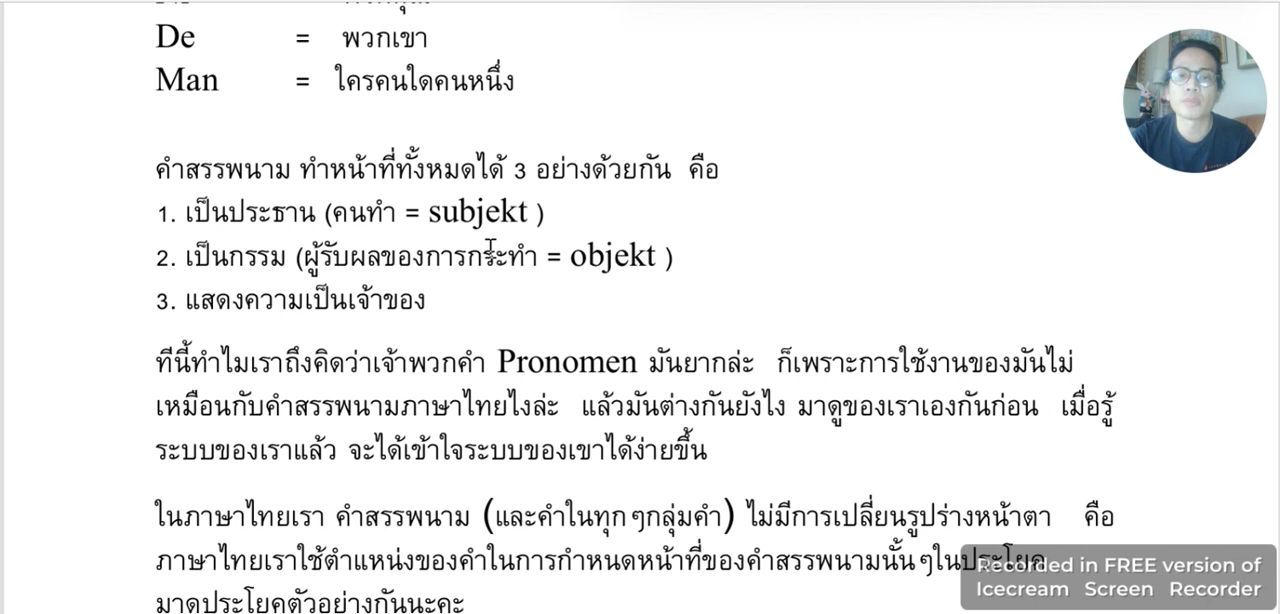 De = พวกเขา
Man = ใครคนใดคนหนึ่ง
คำสรรพนาม ทำหน้าที่ทั้งหมดได้ 3 อย่างด้วยกัน คือ
1. เป็นประธาน (คนทำ = subjekt )
2. เป็นกรรม (ผู้รับผลของการกระทำ = objekt )
3. แสดงความเป็นเจ้าของ
ทีนี้ทำไมเราถึงคิดว่าเจ้าพวกคำ Pronomen มันยากล่ะ ก็เพราะการใช้งานของมันไม่
เหมือนกับคำสรรพนามภาษาไทยไงล่ะ แล้วมันต่างกันยังไง มาดูของเราเองกันก่อน เมื่อรู้
ระบบของเราแล้ว จะได้เข้าใจระบบของเขาได้ง่ายขึ้น
ในภาษาไทยเรา คำสรรพนาม (และคำในทุกๆกลุ่มคำ) ไม่มีการเปลี่ยนรูปร่างหน้าตา คือ
ภาษาไทยเราใช้ตำแหน่งของคำในการกำหนดหน้าที่ของคำสรรพนามนั้นๆในประโยค
มาดูประโยคตัวอย่างกันนะคะ
Recorded in FREE version of
Icecream Screen Recorder